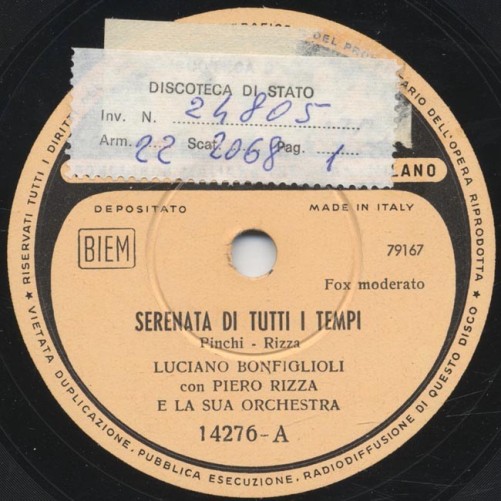 DISCOTECA DI STATO
Inv. N. 24805
Arm. 22 Scaf. 2068 Pag. 1
LANO
DEPOSITATO
MADE IN ITALY
BIEM
79167
Fox moderato
SERENATA DI TUTTI I TEMPI
Pinchi - Rizza
LUCIANO BONFIGLIOLI
con PIERO RIZZA
E LA SUA ORCHESTRA
14276-A
★ RISERVATI TUTTI I DIRITTI
DEL PRO
ARIO DELL'OPERA RIPRODOTTA ★
VIETATA DUPLICAZIONE, PUBBLICA ESECUZIONE, RADIODIFFUSIONE DI QUESTO DISCO